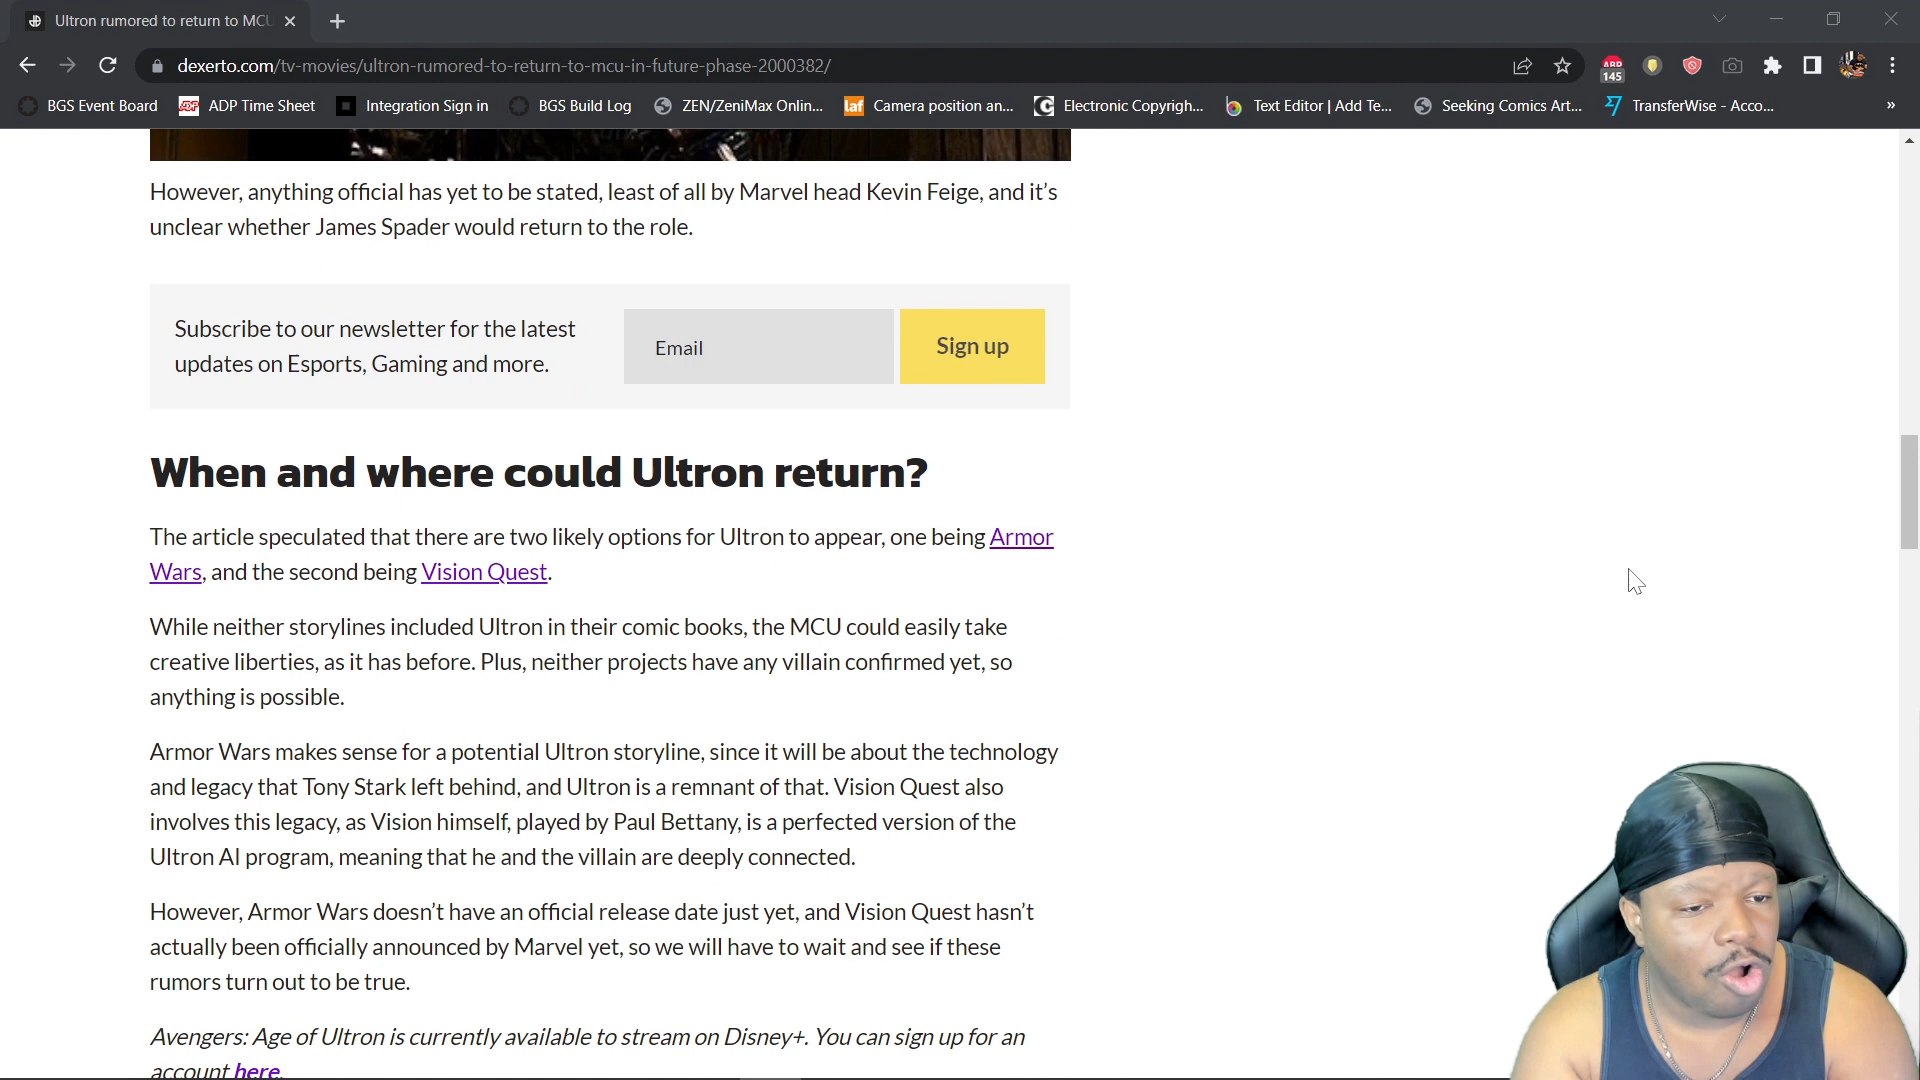 Ultron rumored to return to MCU
dexerto.com/tv-movies/ultron-rumored-to-return-to-mcu-in-future-phase-2000382/
ABD
145
BGS Event Board
ADP Time Sheet
Integration Sign in
BGS Build Log
ZEN/ZeniMax Onlin...
laf
Camera position an...
Electronic Copyrigh...
Text Editor | Add Te...
Seeking Comics Art...
TransferWise - Acco...
»
However, anything official has yet to be stated, least of all by Marvel head Kevin Feige, and it's
unclear whether James Spader would return to the role.
Subscribe to our newsletter for the latest
updates on Esports, Gaming and more.
Email
Sign up
When and where could Ultron return?
The article speculated that there are two likely options for Ultron to appear, one being Armor
Wars, and the second being Vision Quest.
While neither storylines included Ultron in their comic books, the MCU could easily take
creative liberties, as it has before. Plus, neither projects have any villain confirmed yet, so
anything is possible.
Armor Wars makes sense for a potential Ultron storyline, since it will be about the technology
and legacy that Tony Stark left behind, and Ultron is a remnant of that. Vision Quest also
involves this legacy, as Vision himself, played by Paul Bettany, is a perfected version of the
Ultron AI program, meaning that he and the villain are deeply connected.
However, Armor Wars doesn't have an official release date just yet, and Vision Quest hasn't
actually been officially announced by Marvel yet, so we will have to wait and see if these
rumors turn out to be true.
Avengers: Age of Ultron is currently available to stream on Disney+. You can sign up for an
account here.